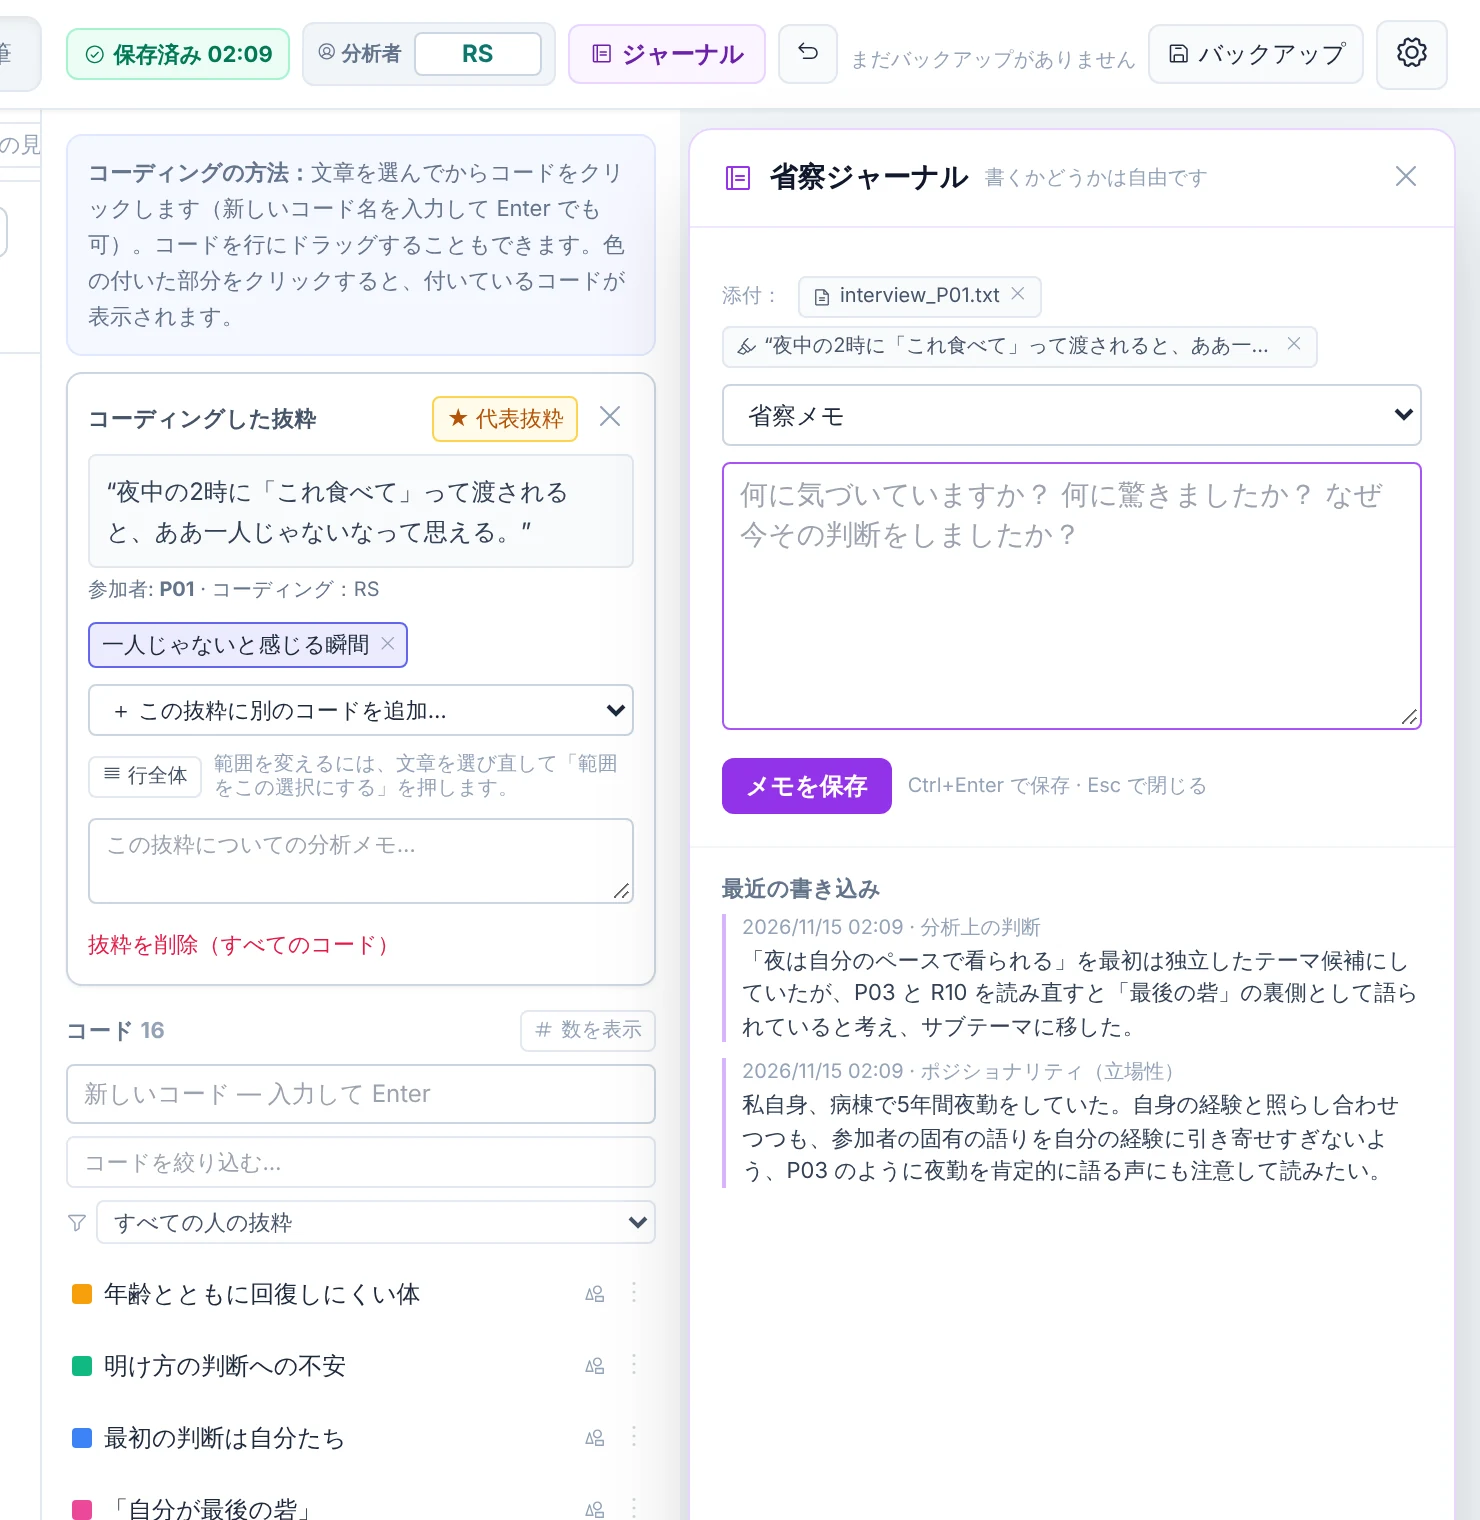 筆
保存済み 02:09
分析者
RS
ジャーナル
まだバックアップがありません
バックアップ
の見
コーディングの方法：文章を選んでからコードをクリ
ックします（新しいコード名を入力して Enter でも
可）。コードを行にドラッグすることもできます。色
の付いた部分をクリックすると、付いているコードが
表示されます。
コーディングした抜粋
★ 代表抜粋
“夜中の2時に「これ食べて」って渡される
と、ああ一人じゃないなって思える。”
参加者: P01 · コーディング：RS
一人じゃないと感じる瞬間
＋ この抜粋に別のコードを追加...
行全体
範囲を変えるには、文章を選び直して「範囲
をこの選択にする」を押します。
この抜粋についての分析メモ...
抜粋を削除（すべてのコード）
コード 16
数を表示
新しいコード — 入力して Enter
コードを絞り込む...
すべての人の抜粋
年齢とともに回復しにくい体
明け方の判断への不安
最初の判断は自分たち
「自分が最後の砦」
省察ジャーナル
書くかどうかは自由です
添付：
interview_P01.txt
“夜中の2時に「これ食べて」って渡されると、ああ一...
省察メモ
何に気づいていますか？ 何に驚きましたか？ なぜ
今その判断をしましたか？
メモを保存
Ctrl+Enter で保存 · Esc で閉じる
最近の書き込み
2026/11/15 02:09 · 分析上の判断
「夜は自分のペースで看られる」を最初は独立したテーマ候補にし
ていたが、P03 と R10 を読み直すと「最後の砦」の裏側として語ら
れていると考え、サブテーマに移した。
2026/11/15 02:09 · ポジショナリティ（立場性）
私自身、病棟で5年間夜勤をしていた。自身の経験と照らし合わせ
つつも、参加者の固有の語りを自分の経験に引き寄せすぎないよ
う、P03 のように夜勤を肯定的に語る声にも注意して読みたい。